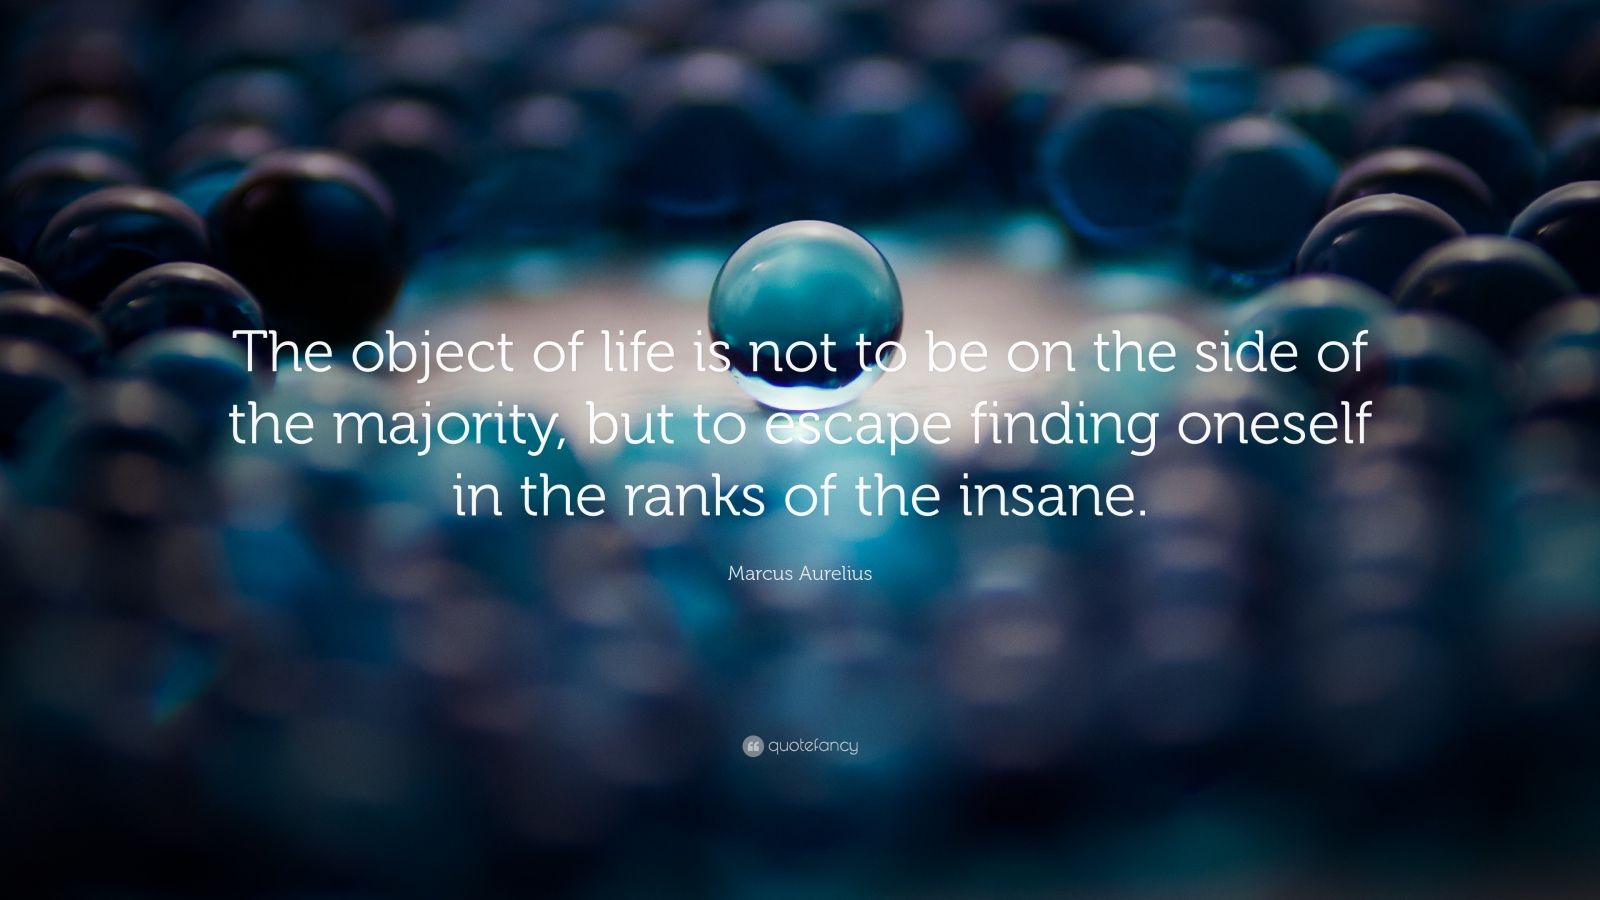 The object of life is not to be on the side of
the majority, but to escape finding oneself
in the ranks of the insane.
Marcus Aurelius
quotefancy